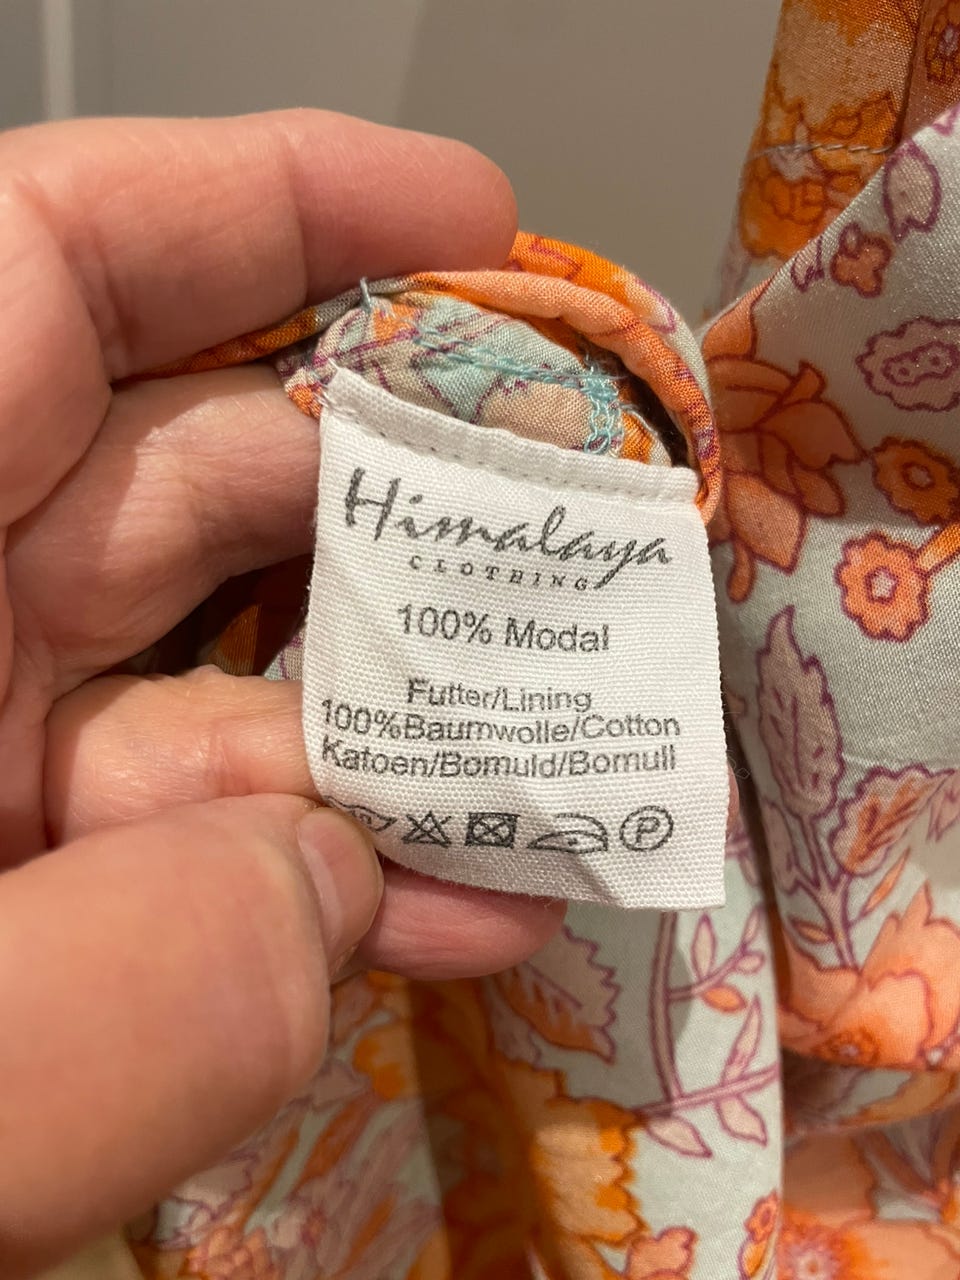 Himalaya
CLOTHING
100% Modal
Futter/Lining
100%Baumwolle/Cotton
Katoen/Bomuld/Bomull
P